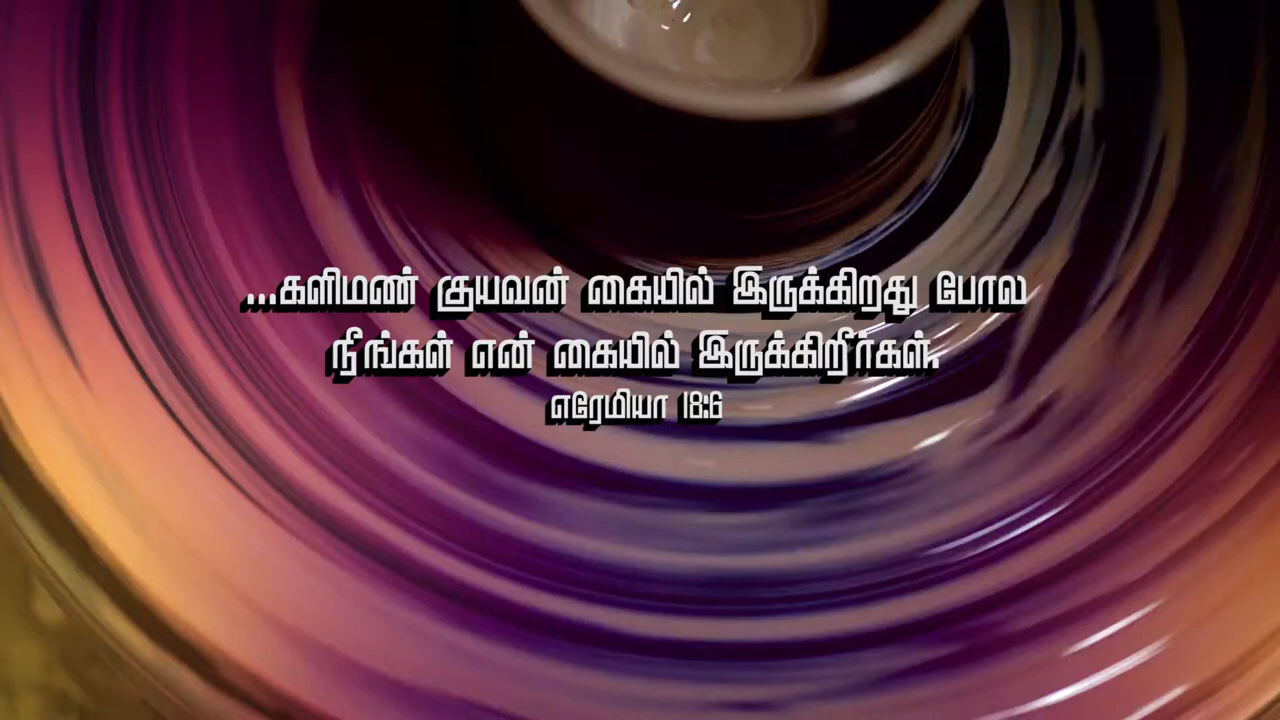 ...களிமண் குயவன் கையில் இருக்கிறது போல
நீங்கள் என் கையில் இருக்கிறீர்கள்.
எரேமியா 18:6